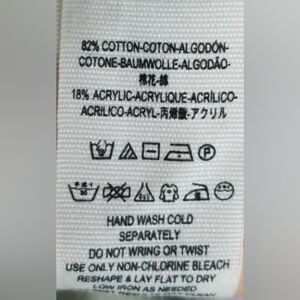 82% COTTON-COTON-ALGODÓN-
COTONE-BAUMWOLLE-ALGODÃO-
棉花-綿
18% ACRYLIC-ACRYLIQUE-ACRÍLICO-
ACRILICO-ACRYL-丙烯酸-アクリル
P
HAND WASH COLD
SEPARATELY
DO NOT WRING OR TWIST
USE ONLY NON-CHLORINE BLEACH
RESHAPE & LAY FLAT TO DRY
LOW IRON AS NEEDED